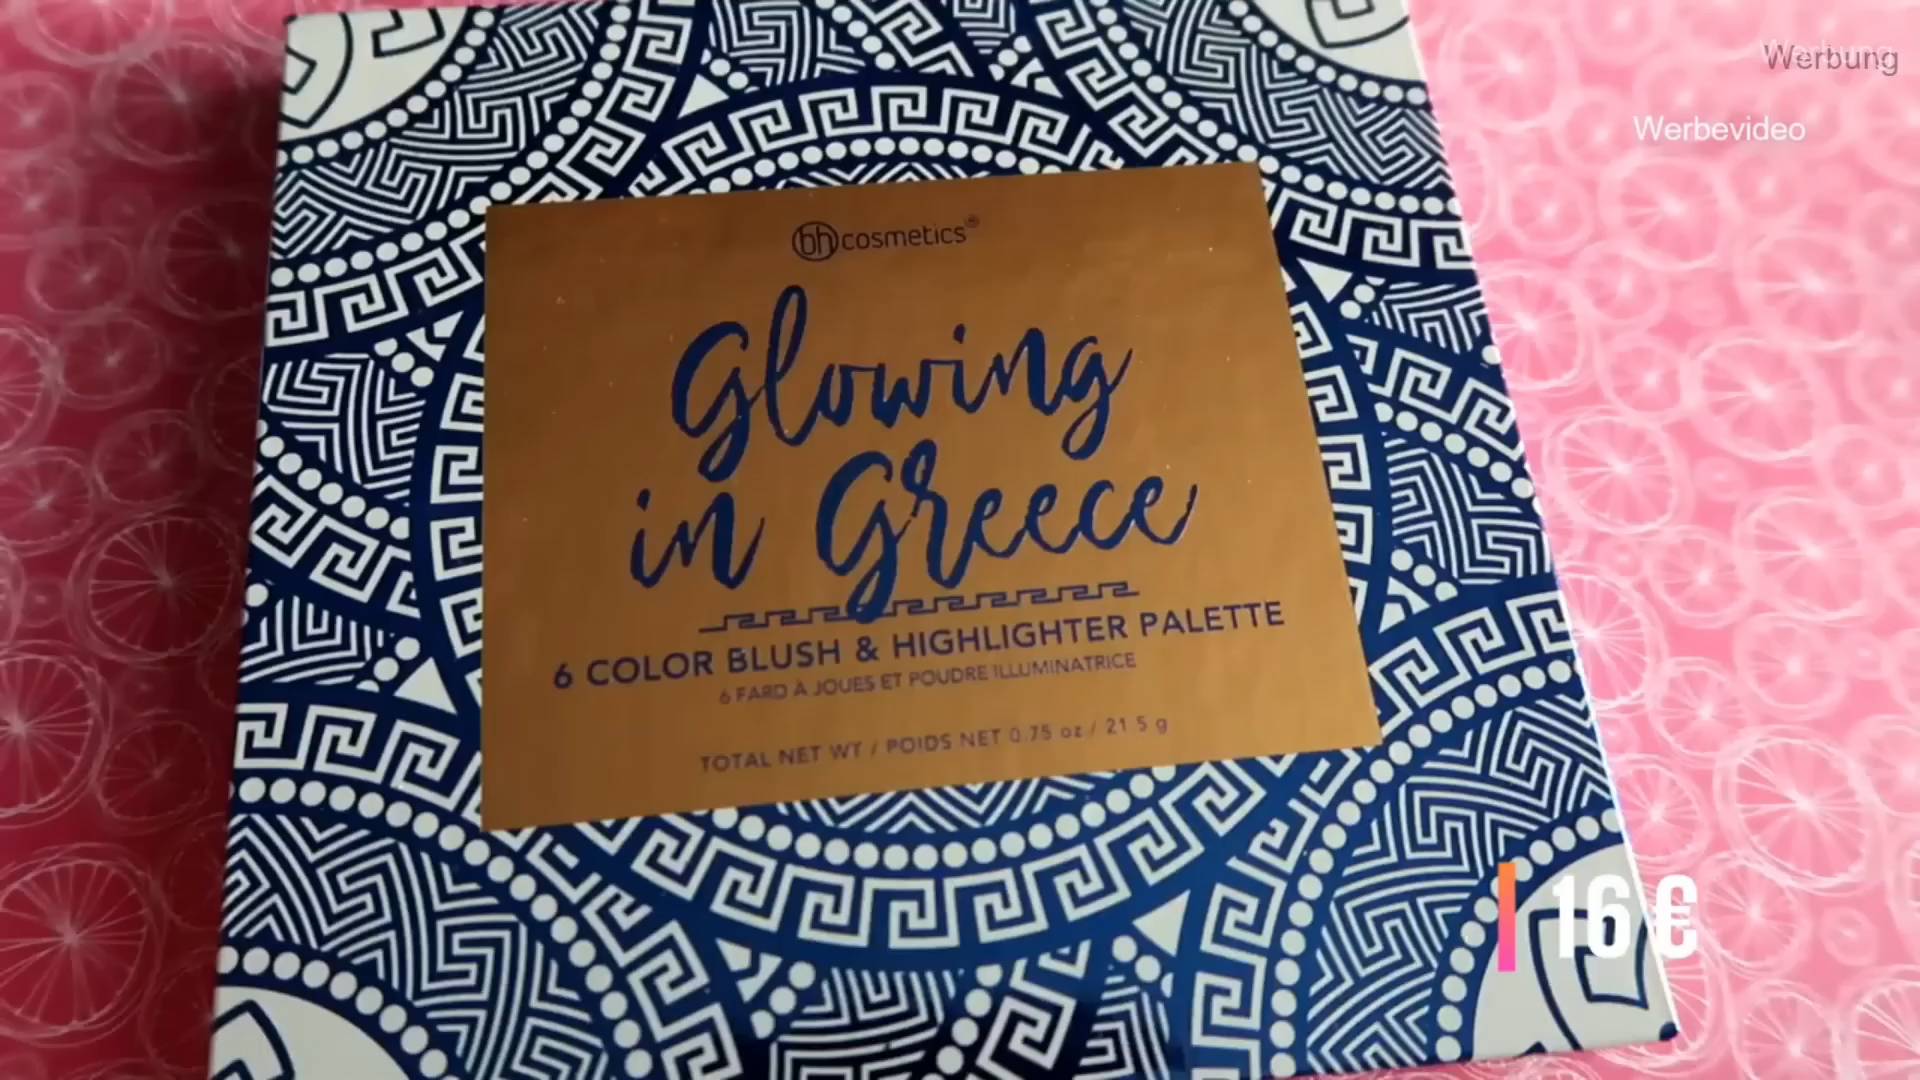 Werbung
Werbevideo
bh cosmetics®
Glowing
in Greece
6 COLOR BLUSH & HIGHLIGHTER PALETTE
6 FARD À JOUES ET POUDRE ILLUMINATRICE
TOTAL NET WT / POIDS NET 0.75 oz / 21.5 g
16 €